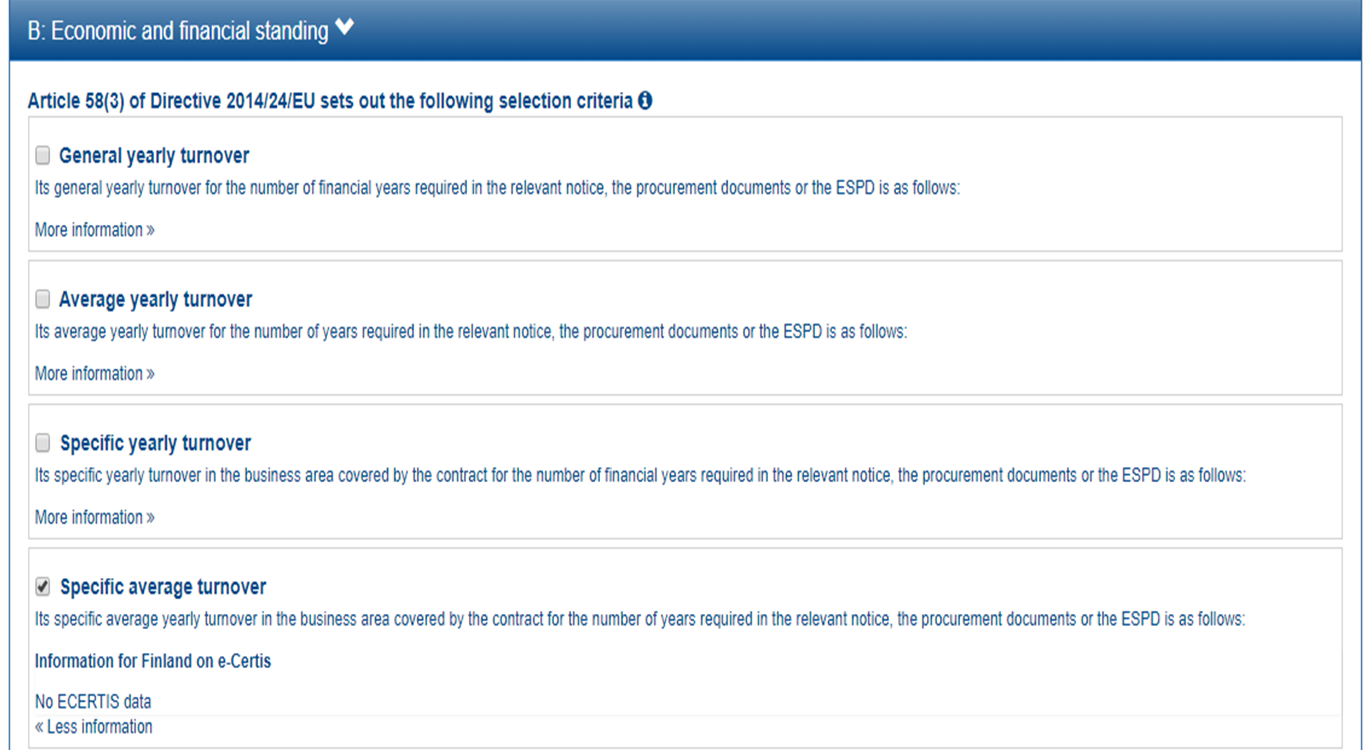 B: Economic and financial standing
Article 58(3) of Directive 2014/24/EU sets out the following selection criteria
General yearly turnover
Its general yearly turnover for the number of financial years required in the relevant notice, the procurement documents or the ESPD is as follows:
More information »
Average yearly turnover
Its average yearly turnover for the number of years required in the relevant notice, the procurement documents or the ESPD is as follows:
More information »
Specific yearly turnover
Its specific yearly turnover in the business area covered by the contract for the number of financial years required in the relevant notice, the procurement documents or the ESPD is as follows:
More information »
Specific average turnover
Its specific average yearly turnover in the business area covered by the contract for the number of years required in the relevant notice, the procurement documents or the ESPD is as follows:
Information for Finland on e-Certis
No ECERTIS data
« Less information